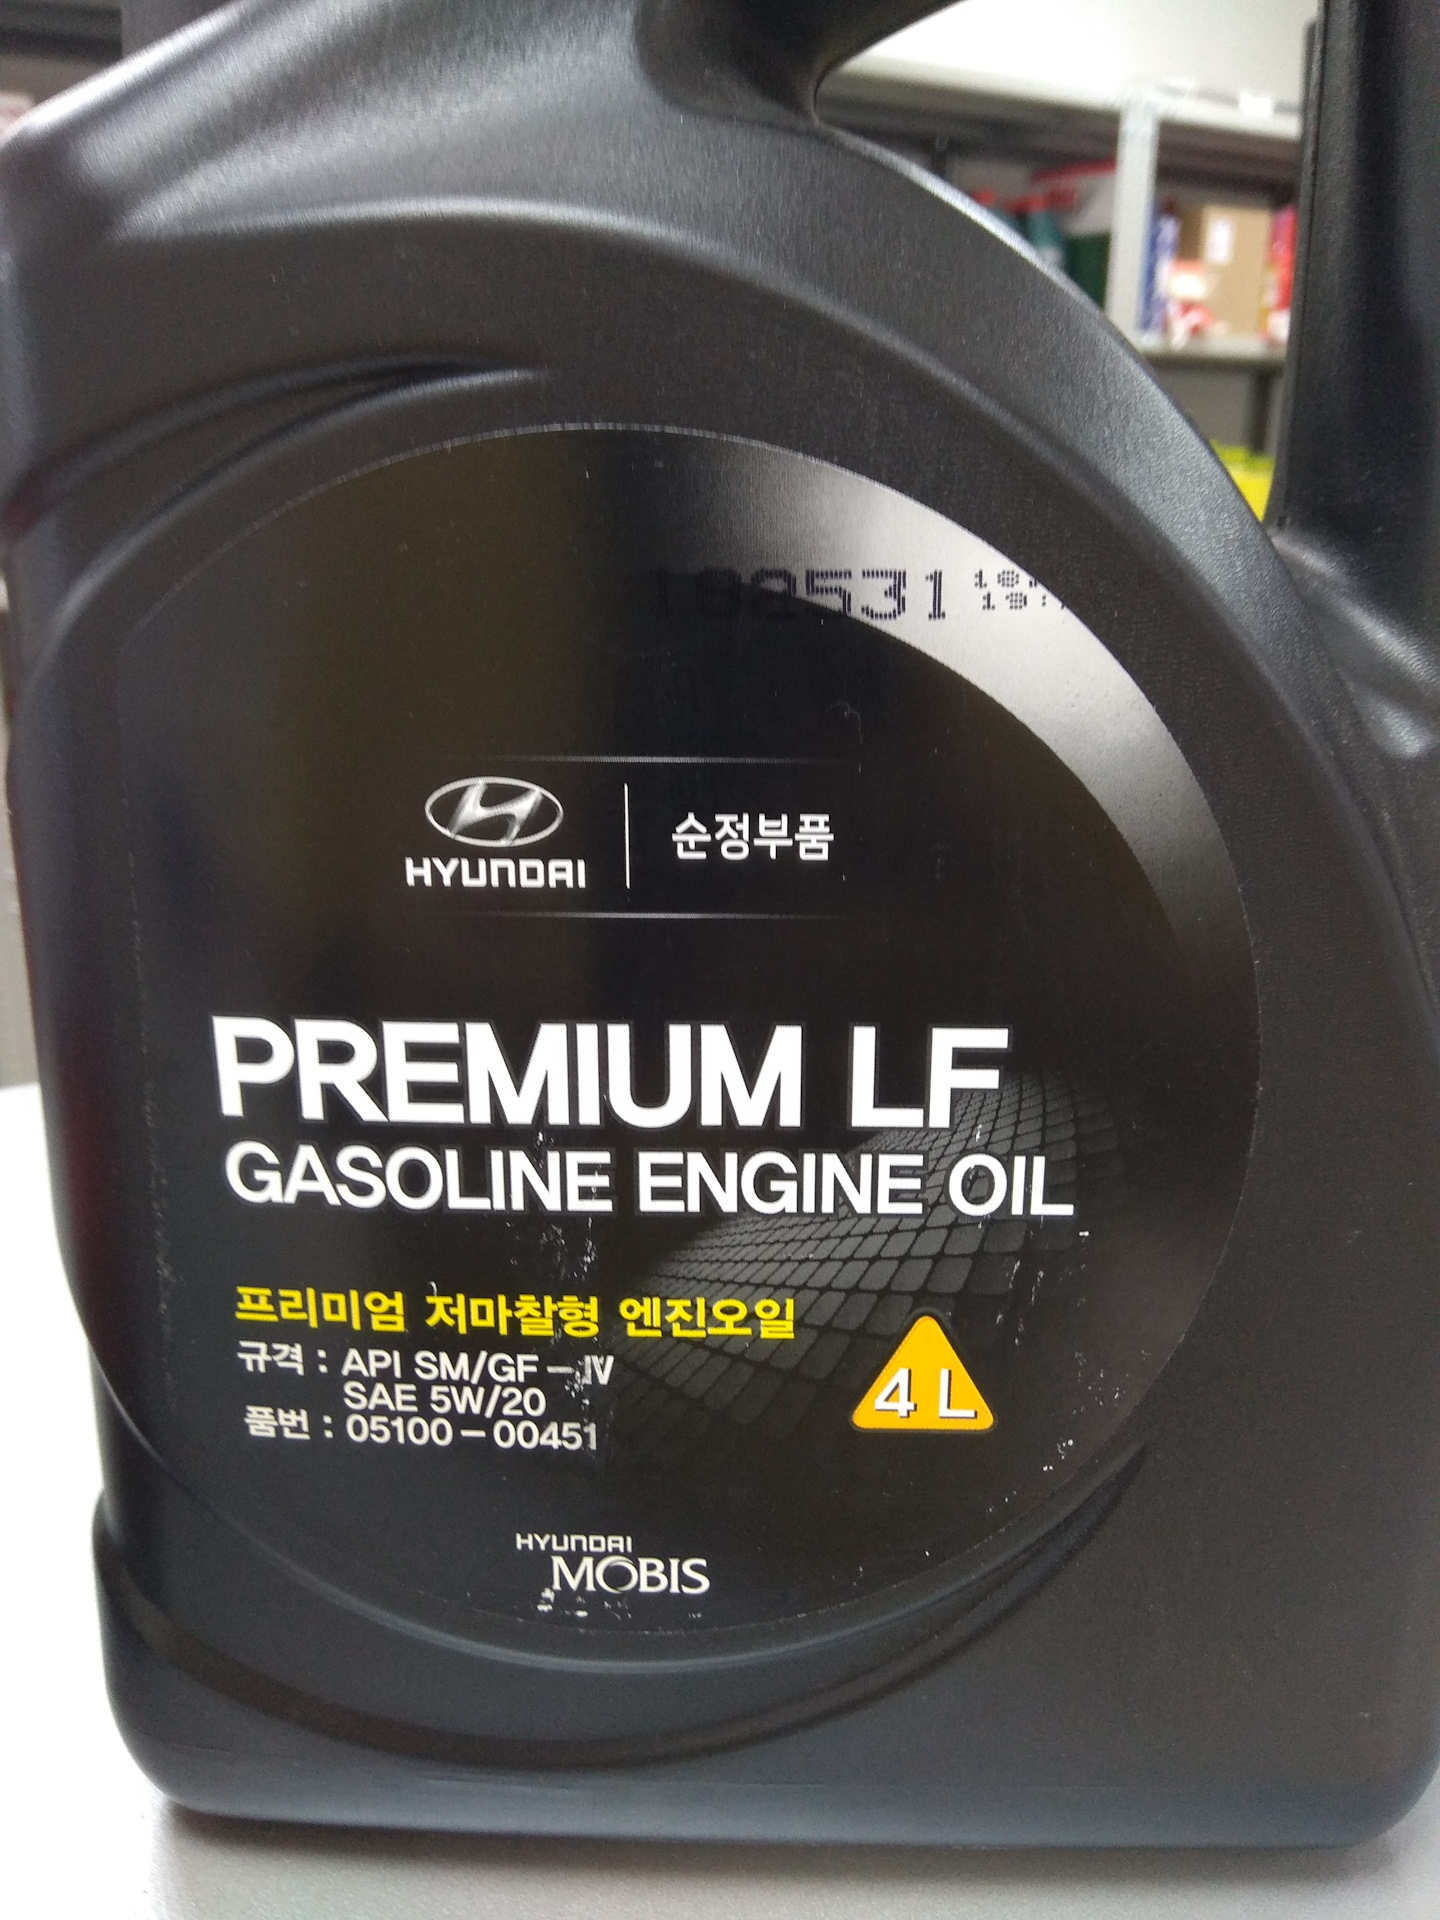 HYUNDAI
순정부품
PREMIUM LF
GASOLINE ENGINE OIL
프리미엄 저마찰형 엔진오일
규격 : API SM/GF-IV
SAE 5W/20
품번 : 05100-00451
4 L
HYUNDAI
MOBIS